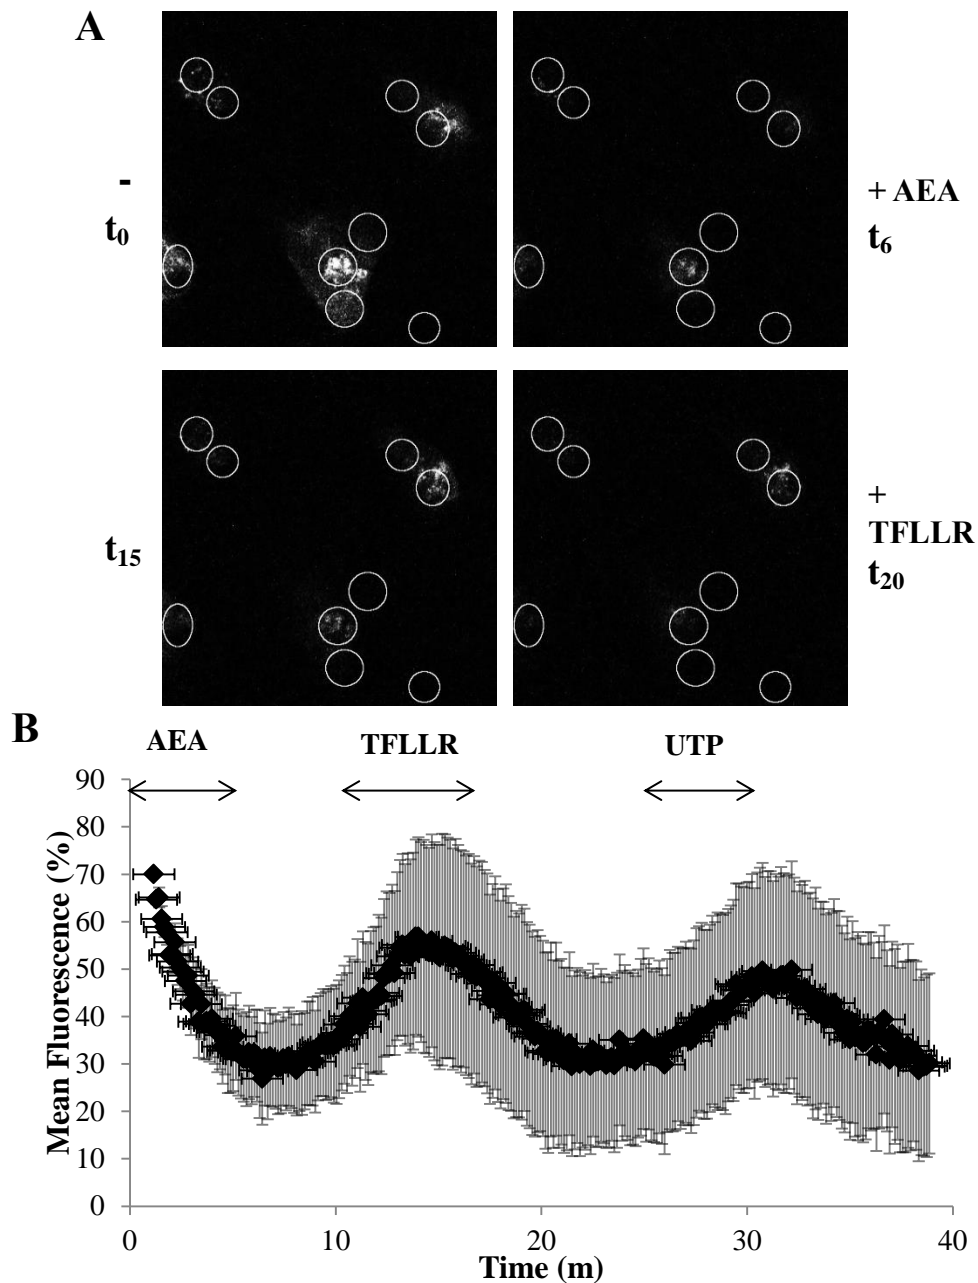 A
-
t₀
+ AEA
t₆
t₁₅
+
TFLLR
t₂₀
B
AEA
TFLLR
UTP
Mean Fluorescence (%)
90
80
70
60
50
40
30
20
10
0
0 10 20 30 40
Time (m)